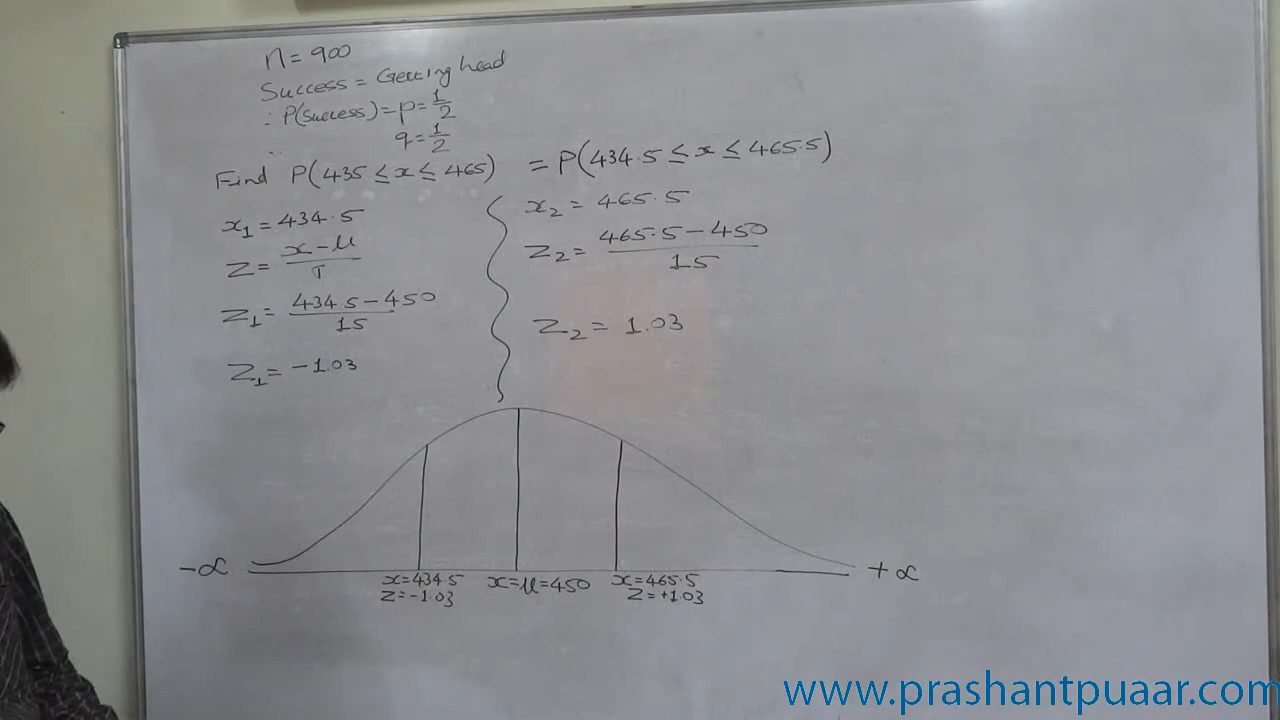 n = 900
Success = Getting head
∴ P(Success) = p = 1/2
q = 1/2
Find P(435 ≤ x ≤ 465) = P(434.5 ≤ x ≤ 465.5)
x₁ = 434.5
Z = (x − μ)/σ
Z₁ = (434.5 − 450)/15
Z₁ = −1.03
x₂ = 465.5
Z₂ = (465.5 − 450)/15
Z₂ = 1.03
−∝ +∝
x=434.5 x=μ=450 x=465.5
Z=−1.03 Z=+1.03
www.prashantpuaar.com